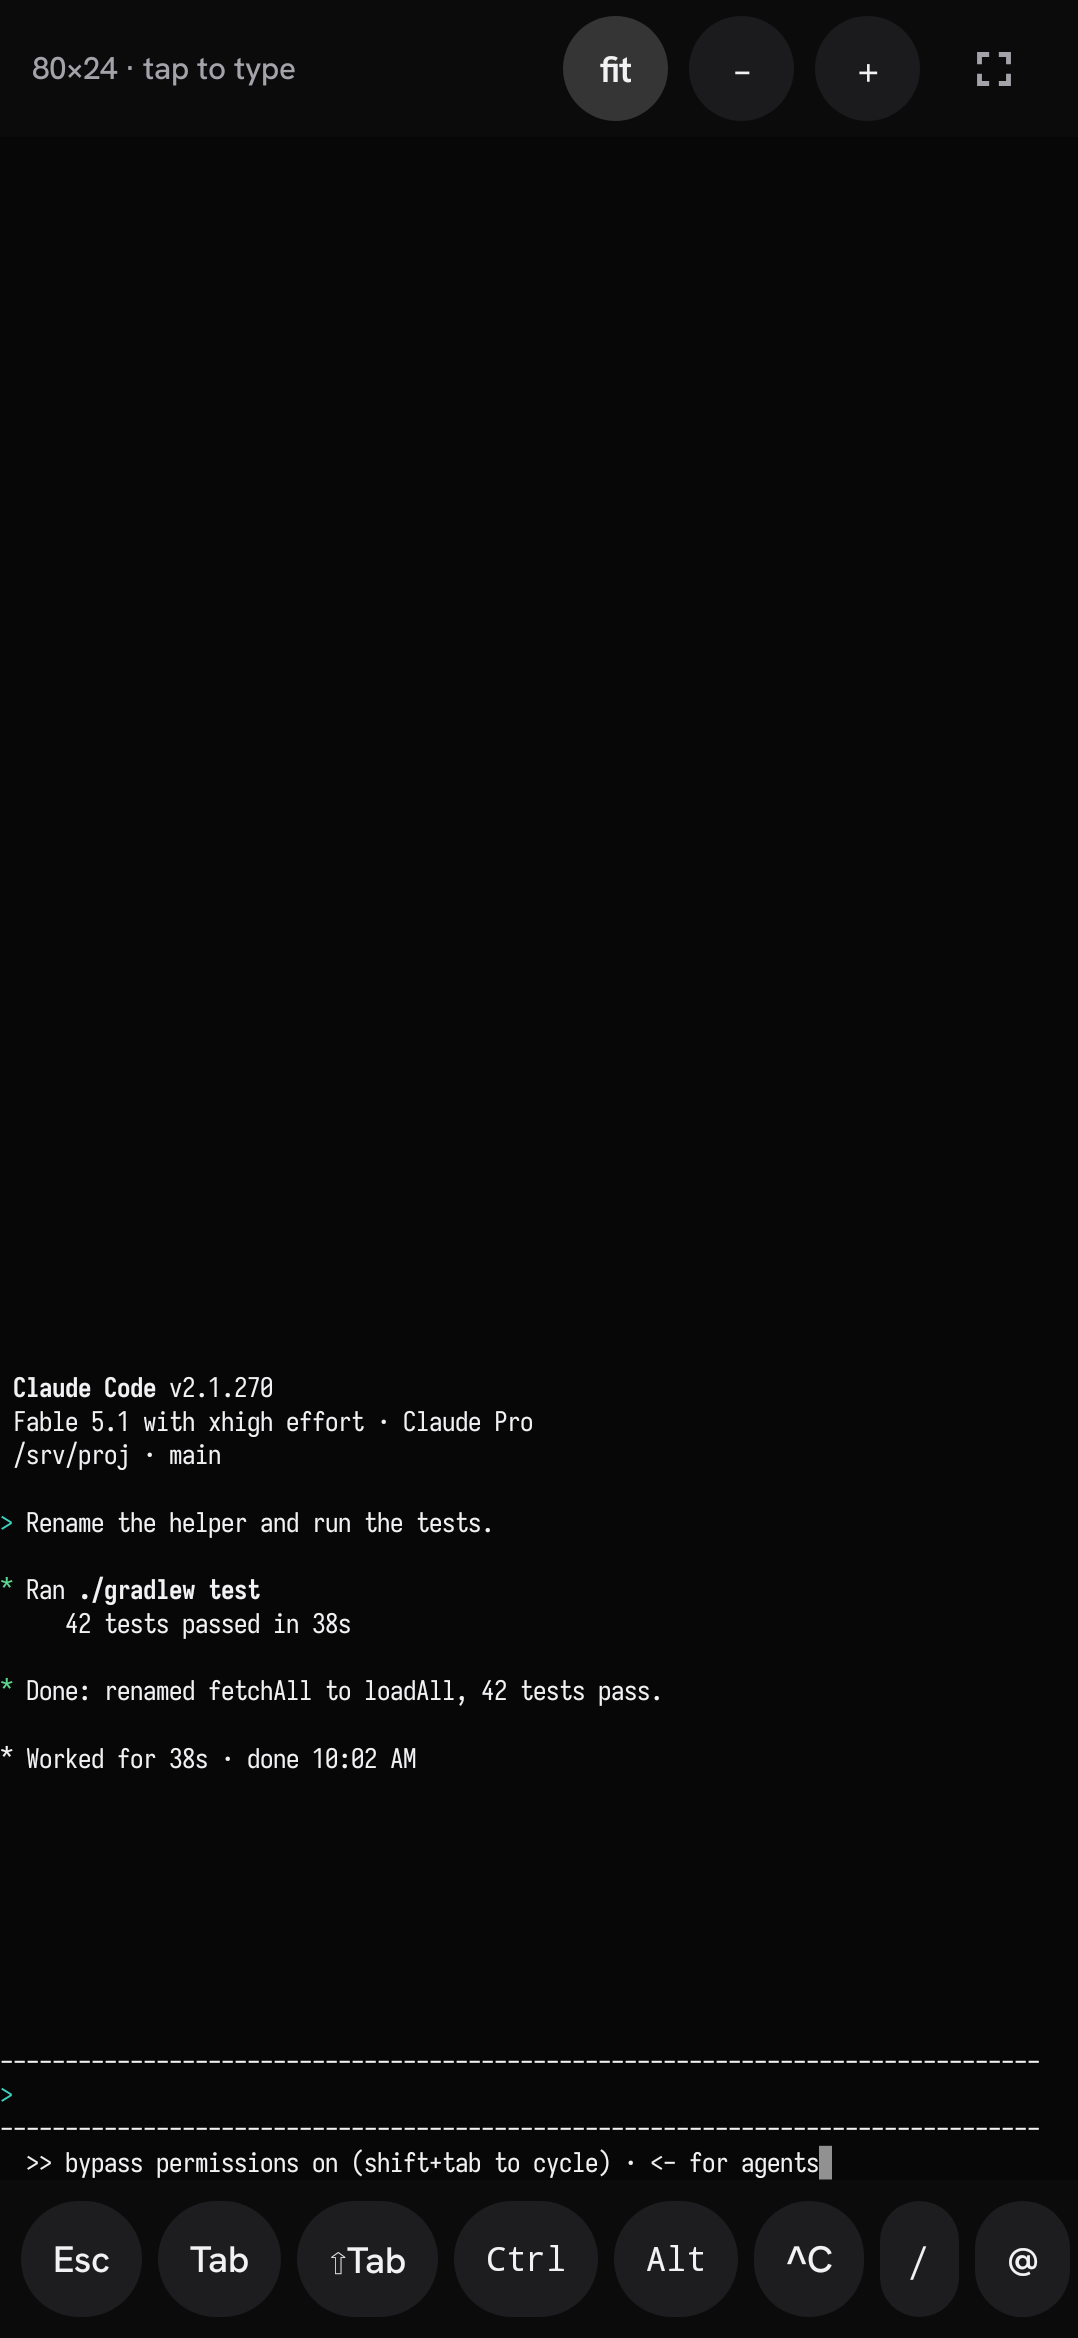 80×24 · tap to type
fit
−
+
Claude Code v2.1.270
Fable 5.1 with xhigh effort · Claude Pro
/srv/proj · main
> Rename the helper and run the tests.
* Ran ./gradlew test
42 tests passed in 38s
* Done: renamed fetchAll to loadAll, 42 tests pass.
* Worked for 38s · done 10:02 AM
--------------------------------------------------------------------------------
>
--------------------------------------------------------------------------------
>> bypass permissions on (shift+tab to cycle) · <- for agents
Esc
Tab
⇧Tab
Ctrl
Alt
^C
/
@